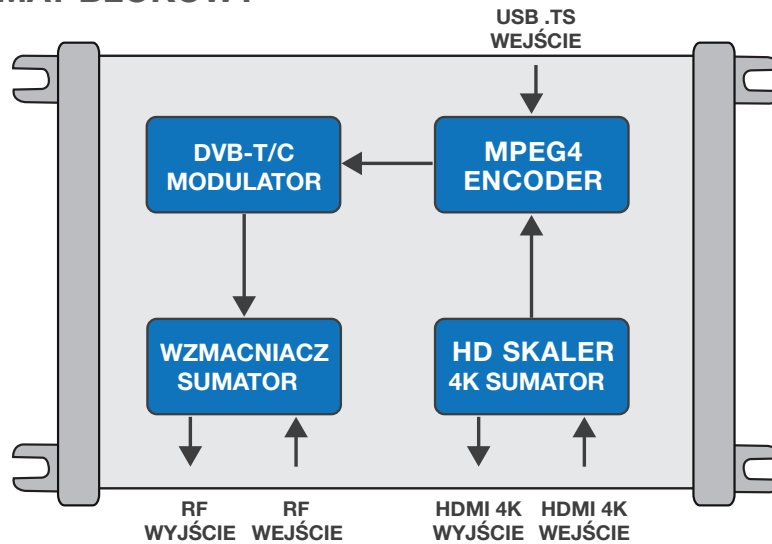 USB .TS
WEJŚCIE
DVB-T/C
MODULATOR
MPEG4
ENCODER
WZMACNIACZ
SUMATOR
HD SKALER
4K SUMATOR
RF
WYJŚCIE
RF
WEJŚCIE
HDMI 4K
WYJŚCIE
HDMI 4K
WEJŚCIE